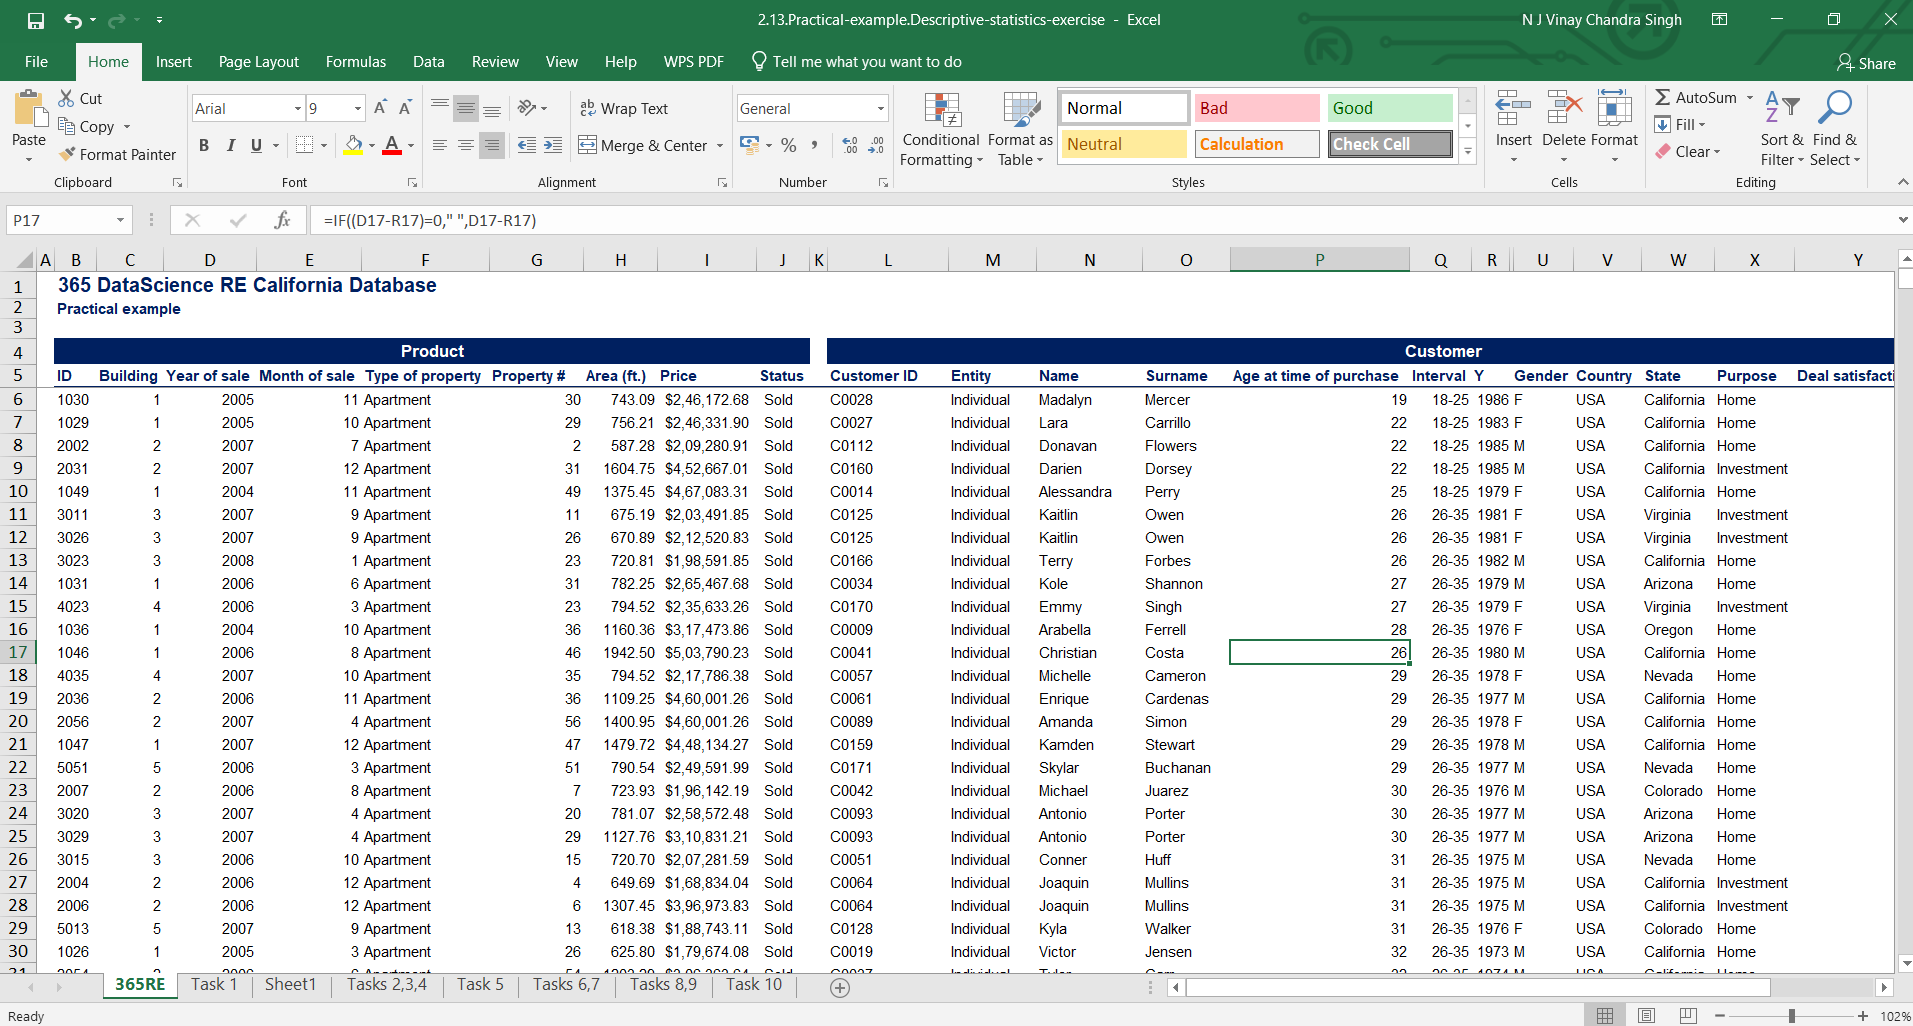 2.13.Practical-example.Descriptive-statistics-exercise - Excel
N J Vinay Chandra Singh
File Home Insert Page Layout Formulas Data Review View Help WPS PDF Tell me what you want to do Share
Paste
Cut
Copy
Format Painter
Clipboard
Arial 9 A A
B I U A
Font
ab Wrap Text
Merge & Center
Alignment
General
% ,
Number
Conditional Formatting
Format as Table
Normal Bad Good
Neutral Calculation Check Cell
Styles
Insert Delete Format
Cells
AutoSum
Fill
Clear
Sort & Filter
Find & Select
Editing
P17 fx =IF((D17-R17)=0," ",D17-R17)
A B C D E F G H I J K L M N O P Q R U V W X Y
1 365 DataScience RE California Database
2 Practical example
3
4 Product Customer
5 ID Building Year of sale Month of sale Type of property Property # Area (ft.) Price Status Customer ID Entity Name Surname Age at time of purchase Interval Y Gender Country State Purpose Deal satisfacti
6 1030 1 2005 11 Apartment 30 743.09 $2,46,172.68 Sold C0028 Individual Madalyn Mercer 19 18-25 1986 F USA California Home
7 1029 1 2005 10 Apartment 29 756.21 $2,46,331.90 Sold C0027 Individual Lara Carrillo 22 18-25 1983 F USA California Home
8 2002 2 2007 7 Apartment 2 587.28 $2,09,280.91 Sold C0112 Individual Donavan Flowers 22 18-25 1985 M USA California Home
9 2031 2 2007 12 Apartment 31 1604.75 $4,52,667.01 Sold C0160 Individual Darien Dorsey 22 18-25 1985 M USA California Investment
10 1049 1 2004 11 Apartment 49 1375.45 $4,67,083.31 Sold C0014 Individual Alessandra Perry 25 18-25 1979 F USA California Home
11 3011 3 2007 9 Apartment 11 675.19 $2,03,491.85 Sold C0125 Individual Kaitlin Owen 26 26-35 1981 F USA Virginia Investment
12 3026 3 2007 9 Apartment 26 670.89 $2,12,520.83 Sold C0125 Individual Kaitlin Owen 26 26-35 1981 F USA Virginia Investment
13 3023 3 2008 1 Apartment 23 720.81 $1,98,591.85 Sold C0166 Individual Terry Forbes 26 26-35 1982 M USA California Home
14 1031 1 2006 6 Apartment 31 782.25 $2,65,467.68 Sold C0034 Individual Kole Shannon 27 26-35 1979 M USA Arizona Home
15 4023 4 2006 3 Apartment 23 794.52 $2,35,633.26 Sold C0170 Individual Emmy Singh 27 26-35 1979 F USA Virginia Investment
16 1036 1 2004 10 Apartment 36 1160.36 $3,17,473.86 Sold C0009 Individual Arabella Ferrell 28 26-35 1976 F USA Oregon Home
17 1046 1 2006 8 Apartment 46 1942.50 $5,03,790.23 Sold C0041 Individual Christian Costa 26 26-35 1980 M USA California Home
18 4035 4 2007 10 Apartment 35 794.52 $2,17,786.38 Sold C0057 Individual Michelle Cameron 29 26-35 1978 F USA Nevada Home
19 2036 2 2006 11 Apartment 36 1109.25 $4,60,001.26 Sold C0061 Individual Enrique Cardenas 29 26-35 1977 M USA California Home
20 2056 2 2007 4 Apartment 56 1400.95 $4,60,001.26 Sold C0089 Individual Amanda Simon 29 26-35 1978 F USA California Home
21 1047 1 2007 12 Apartment 47 1479.72 $4,48,134.27 Sold C0159 Individual Kamden Stewart 29 26-35 1978 M USA California Home
22 5051 5 2006 3 Apartment 51 790.54 $2,49,591.99 Sold C0171 Individual Skylar Buchanan 29 26-35 1977 M USA Nevada Home
23 2007 2 2006 8 Apartment 7 723.93 $1,96,142.19 Sold C0042 Individual Michael Juarez 30 26-35 1976 M USA Colorado Home
24 3020 3 2007 4 Apartment 20 781.07 $2,58,572.48 Sold C0093 Individual Antonio Porter 30 26-35 1977 M USA Arizona Home
25 3029 3 2007 4 Apartment 29 1127.76 $3,10,831.21 Sold C0093 Individual Antonio Porter 30 26-35 1977 M USA Arizona Home
26 3015 3 2006 10 Apartment 15 720.70 $2,07,281.59 Sold C0051 Individual Conner Huff 31 26-35 1975 M USA Nevada Home
27 2004 2 2006 12 Apartment 4 649.69 $1,68,834.04 Sold C0064 Individual Joaquin Mullins 31 26-35 1975 M USA California Investment
28 2006 2 2006 12 Apartment 6 1307.45 $3,96,973.83 Sold C0064 Individual Joaquin Mullins 31 26-35 1975 M USA California Investment
29 5013 5 2007 9 Apartment 13 618.38 $1,88,743.11 Sold C0128 Individual Kyla Walker 31 26-35 1976 F USA Colorado Home
30 1026 1 2005 3 Apartment 26 625.80 $1,79,674.08 Sold C0019 Individual Victor Jensen 32 26-35 1973 M USA California Home
365RE Task 1 Sheet1 Tasks 2,3,4 Task 5 Tasks 6,7 Tasks 8,9 Task 10
Ready 102%